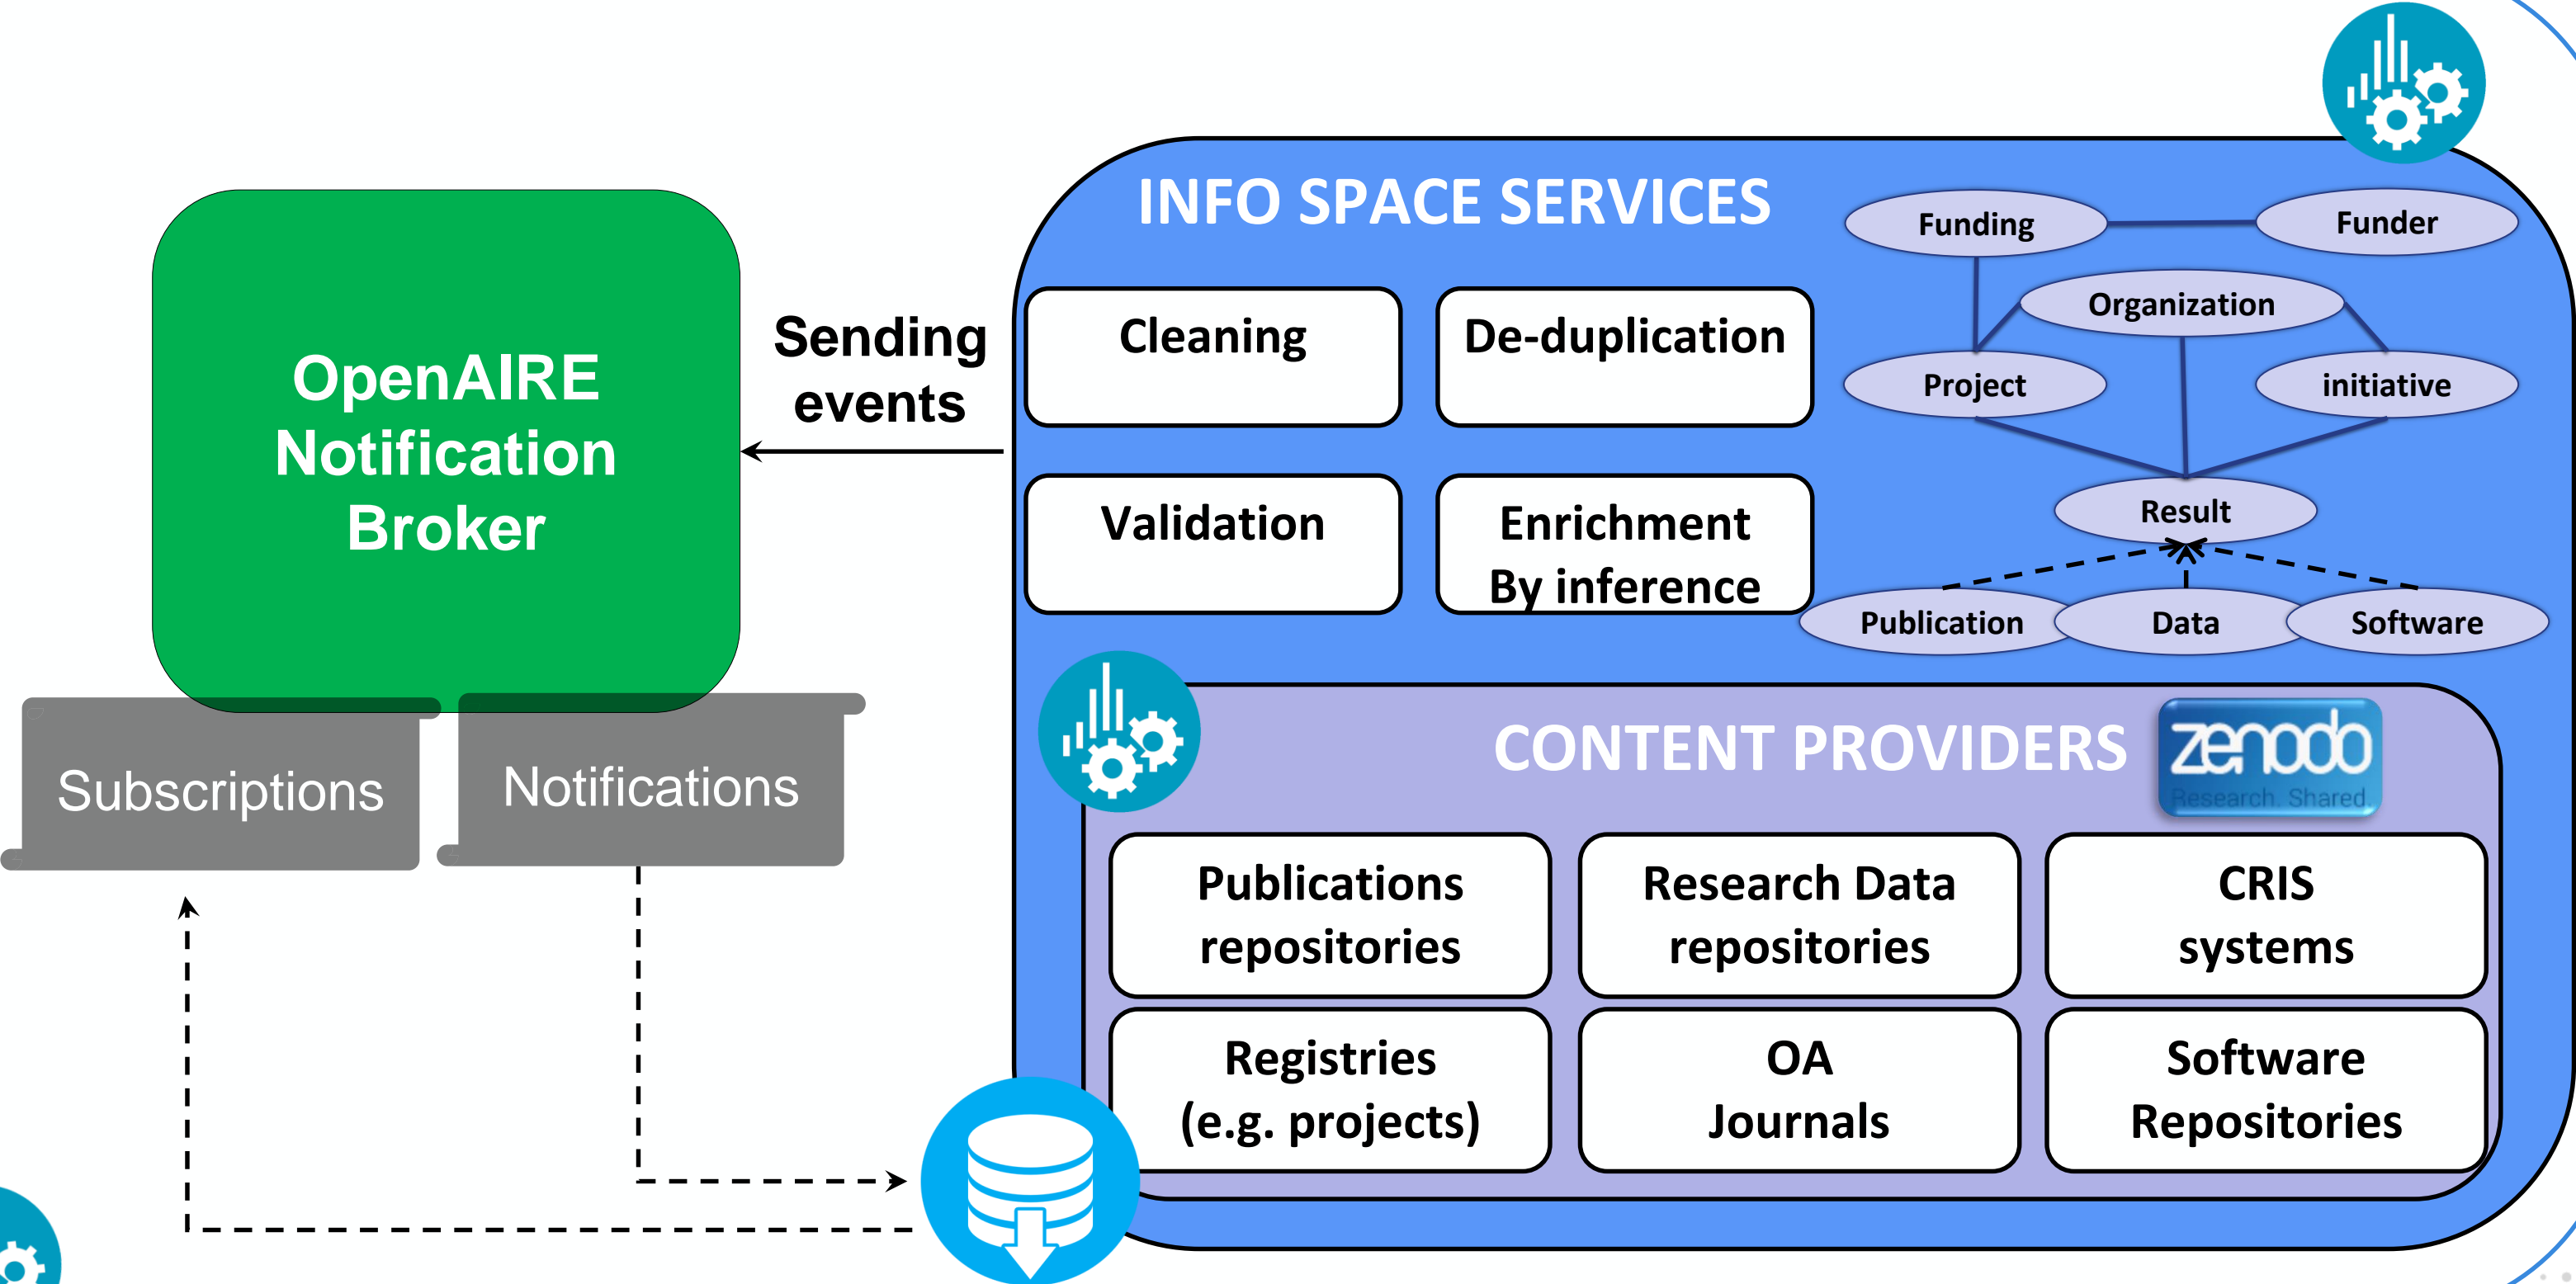 OpenAIRE
Notification
Broker
Subscriptions
Notifications
Sending
events
INFO SPACE SERVICES
Cleaning
De-duplication
Validation
Enrichment
By inference
Funding
Funder
Organization
Project
initiative
Result
Publication
Data
Software
CONTENT PROVIDERS
zenodo
Research. Shared.
Publications
repositories
Research Data
repositories
CRIS
systems
Registries
(e.g. projects)
OA
Journals
Software
Repositories